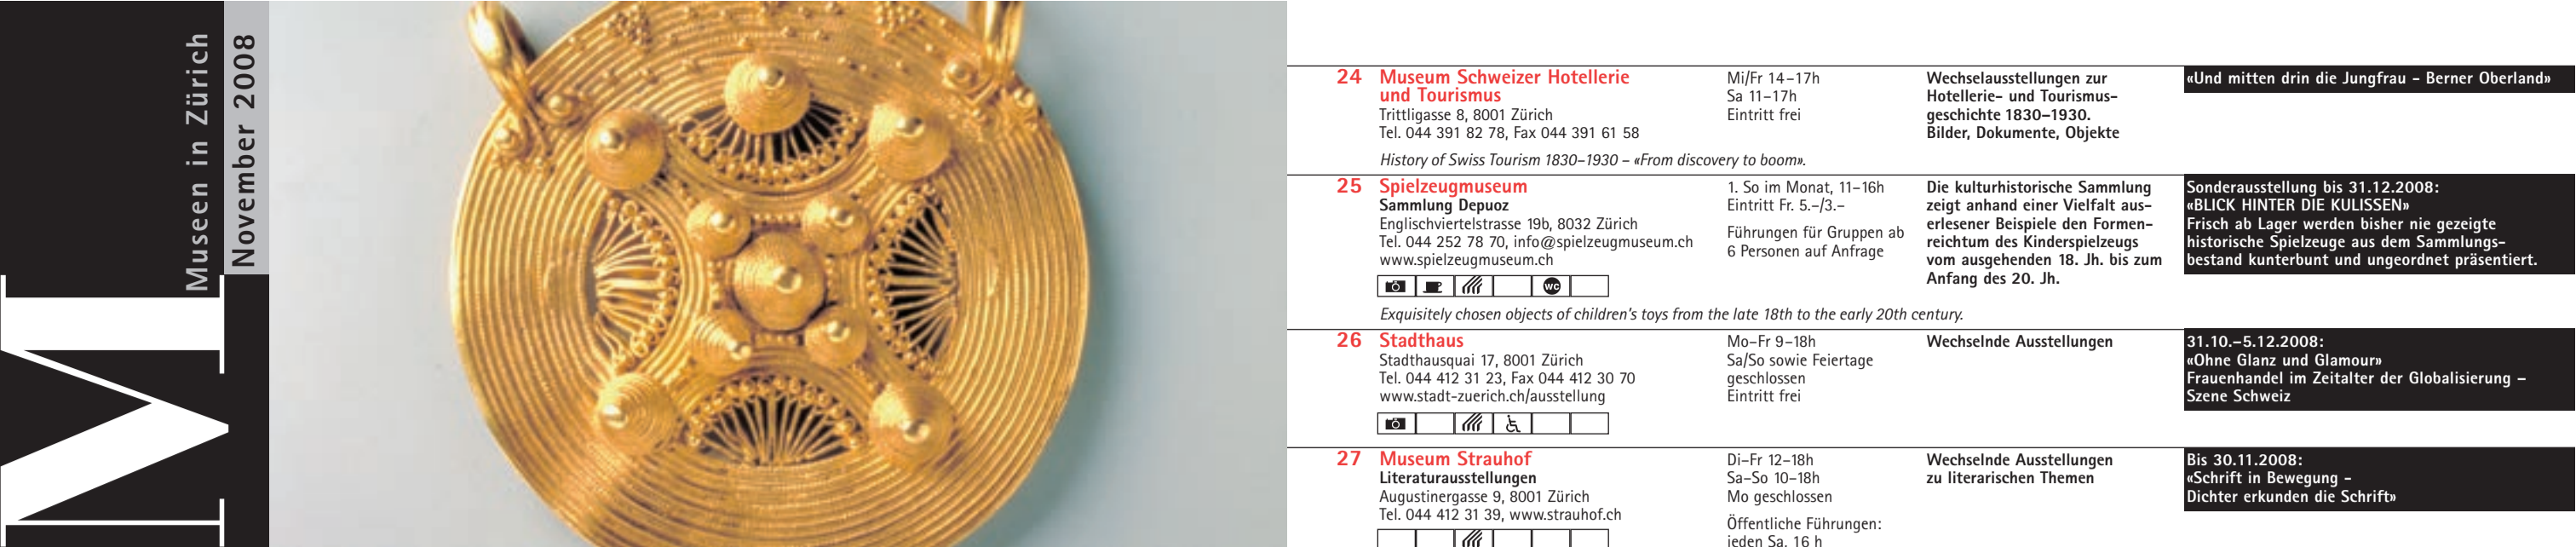 Museen in Zürich
November 2008
M
24 Museum Schweizer Hotellerie
und Tourismus
Trittligasse 8, 8001 Zürich
Tel. 044 391 82 78, Fax 044 391 61 58
Mi/Fr 14–17h
Sa 11–17h
Eintritt frei
Wechselausstellungen zur
Hotellerie- und Tourismus-
geschichte 1830–1930.
Bilder, Dokumente, Objekte
«Und mitten drin die Jungfrau - Berner Oberland»
History of Swiss Tourism 1830–1930 – «From discovery to boom».
25 Spielzeugmuseum
Sammlung Depuoz
Englischviertelstrasse 19b, 8032 Zürich
Tel. 044 252 78 70, info@spielzeugmuseum.ch
www.spielzeugmuseum.ch
WC
1. So im Monat, 11–16h
Eintritt Fr. 5.–/3.–
Führungen für Gruppen ab
6 Personen auf Anfrage
Die kulturhistorische Sammlung
zeigt anhand einer Vielfalt aus-
erlesener Beispiele den Formen-
reichtum des Kinderspielzeugs
vom ausgehenden 18. Jh. bis zum
Anfang des 20. Jh.
Sonderausstellung bis 31.12.2008:
«BLICK HINTER DIE KULISSEN»
Frisch ab Lager werden bisher nie gezeigte
historische Spielzeuge aus dem Sammlungs-
bestand kunterbunt und ungeordnet präsentiert.
Exquisitely chosen objects of children's toys from the late 18th to the early 20th century.
26 Stadthaus
Stadthausquai 17, 8001 Zürich
Tel. 044 412 31 23, Fax 044 412 30 70
www.stadt-zuerich.ch/ausstellung
Mo–Fr 9–18h
Sa/So sowie Feiertage
geschlossen
Eintritt frei
Wechselnde Ausstellungen
31.10.–5.12.2008:
«Ohne Glanz und Glamour»
Frauenhandel im Zeitalter der Globalisierung –
Szene Schweiz
27 Museum Strauhof
Literaturausstellungen
Augustinergasse 9, 8001 Zürich
Tel. 044 412 31 39, www.strauhof.ch
Di–Fr 12–18h
Sa–So 10–18h
Mo geschlossen
Öffentliche Führungen:
jeden Sa, 16 h
Wechselnde Ausstellungen
zu literarischen Themen
Bis 30.11.2008:
«Schrift in Bewegung -
Dichter erkunden die Schrift»